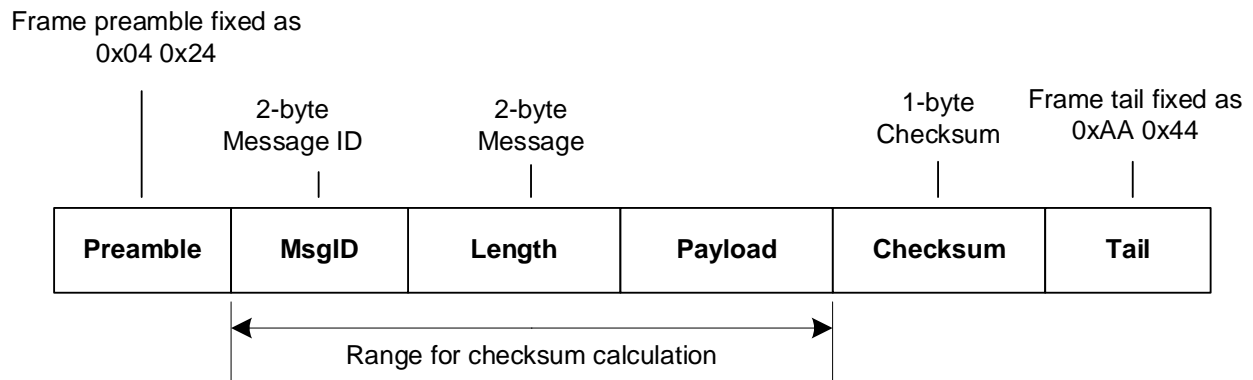 Frame preamble fixed as
0x04 0x24
2-byte
Message ID
2-byte
Message
1-byte
Checksum
Frame tail fixed as
0xAA 0x44
Preamble
MsgID
Length
Payload
Checksum
Tail
Range for checksum calculation